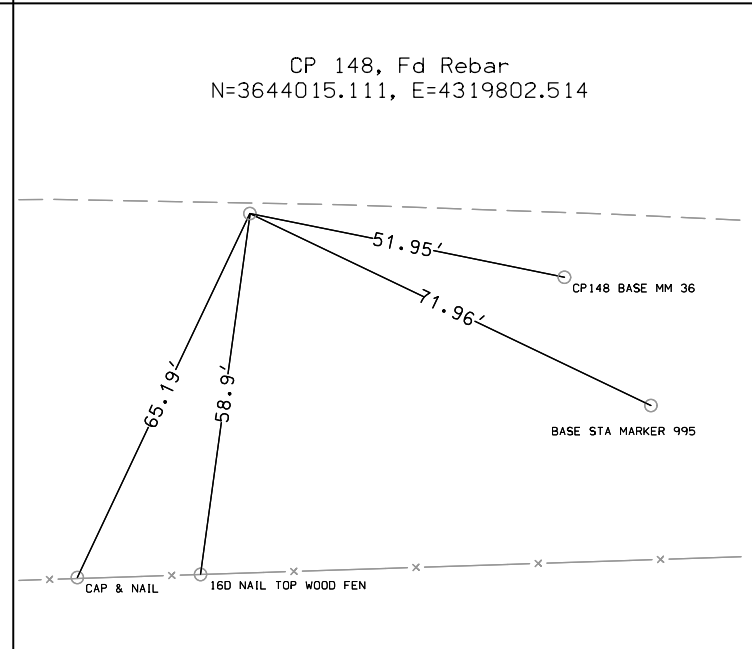 CP 148, Fd Rebar
N=3644015.111, E=4319802.514
51.95'
CP148 BASE MM 36
71.96'
65.19'
58.9'
BASE STA MARKER 995
CAP & NAIL
16D NAIL TOP WOOD FEN